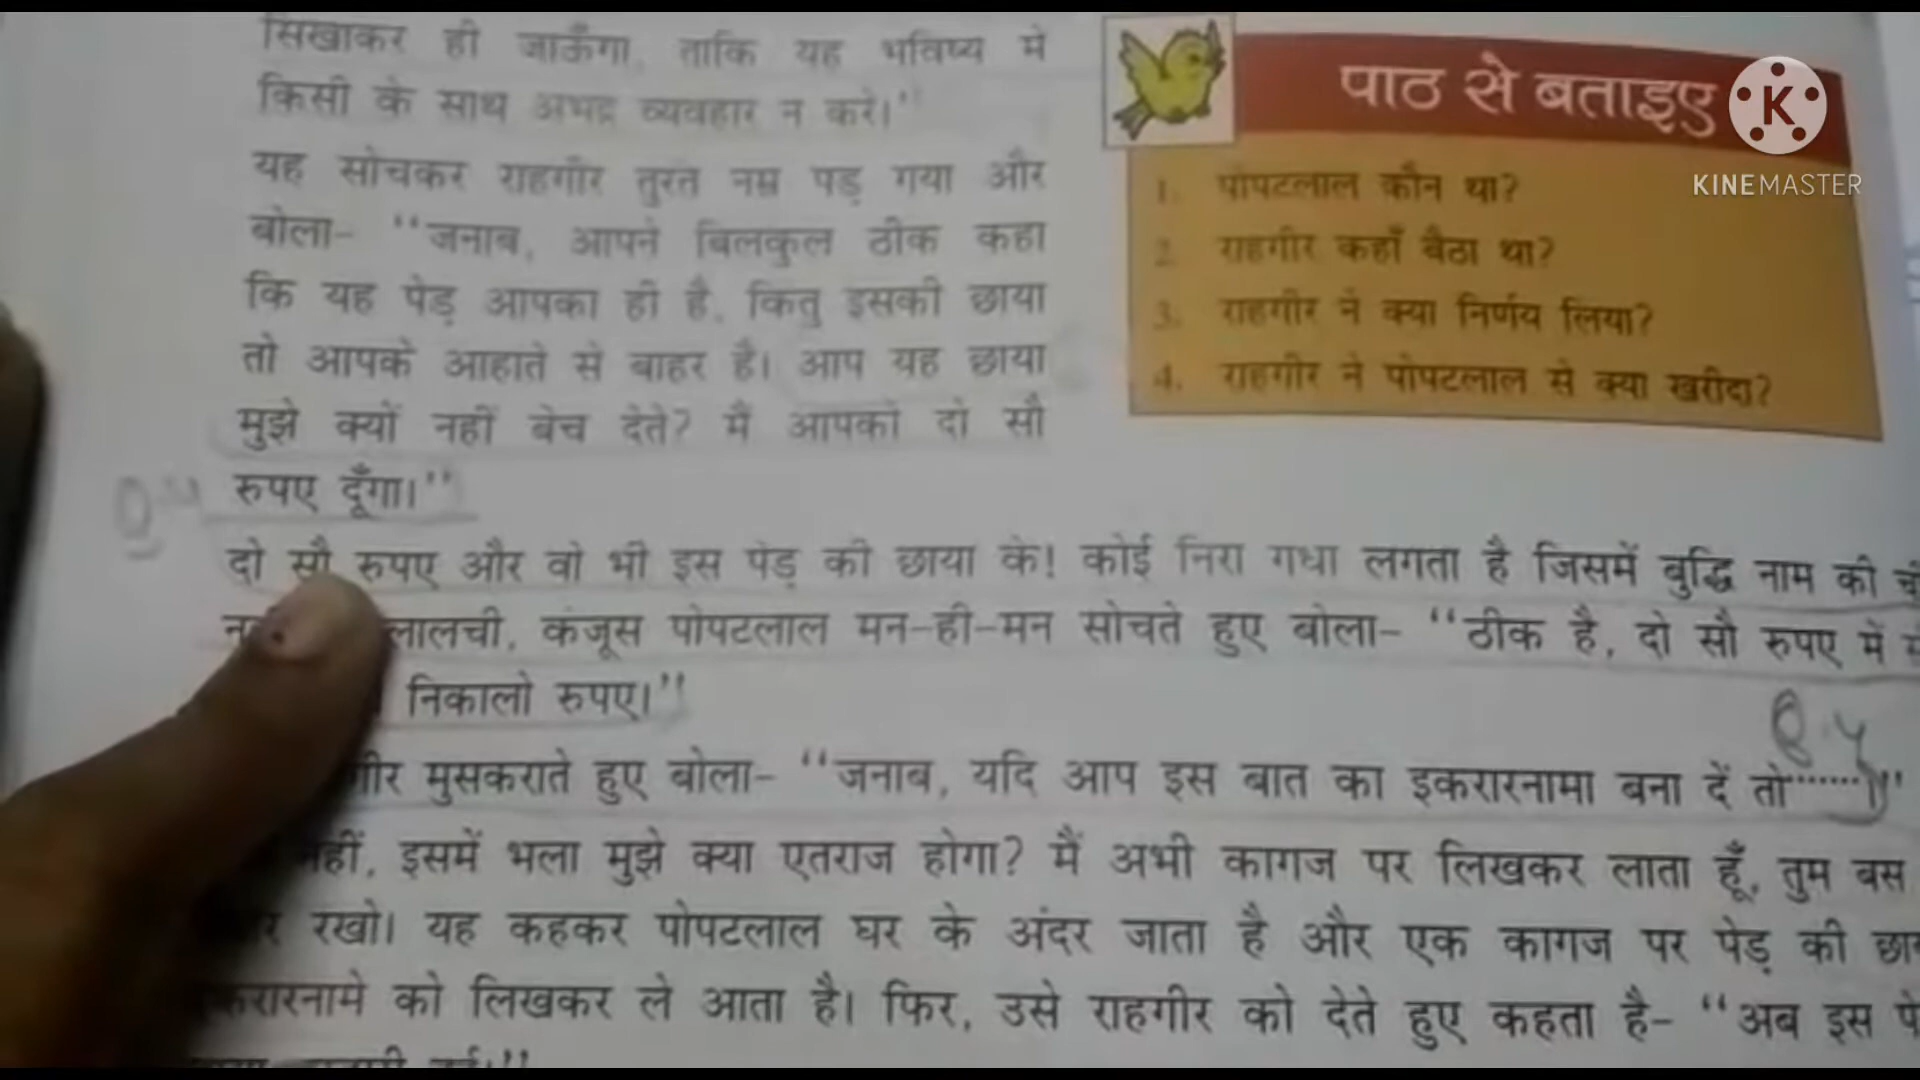 सिखाकर ही जाऊँगा, ताकि यह भविष्य में
किसी के साथ अभद्र व्यवहार न करे।"
यह सोचकर राहगीर तुरंत नम्र पड़ गया और
बोला- "जनाब, आपने बिलकुल ठीक कहा
कि यह पेड़ आपका ही है, किंतु इसकी छाया
तो आपके आहाते से बाहर है। आप यह छाया
मुझे क्यों नहीं बेच देते? मैं आपको दो सौ
रुपए दूँगा।"
दो सौ रुपए और वो भी इस पेड़ की छाया के! कोई निरा गधा लगता है जिसमें बुद्धि नाम की
लालची, कंजूस पोपटलाल मन-ही-मन सोचते हुए बोला- "ठीक है, दो सौ रुपए में
निकालो रुपए।"
मुसकराते हुए बोला- "जनाब, यदि आप इस बात का इकरारनामा बना दें तो.......।"
नहीं, इसमें भला मुझे क्या एतराज होगा? मैं अभी कागज पर लिखकर लाता हूँ, तुम बस
रखो। यह कहकर पोपटलाल घर के अंदर जाता है और एक कागज पर पेड़ की
को लिखकर ले आता है। फिर, उसे राहगीर को देते हुए कहता है- "अब इस
पाठ से बताइए
1. पोपटलाल कौन था?
2. राहगीर कहाँ बैठा था?
3. राहगीर ने क्या निर्णय लिया?
4. राहगीर ने पोपटलाल से क्या खरीदा?
K
KINEMASTER